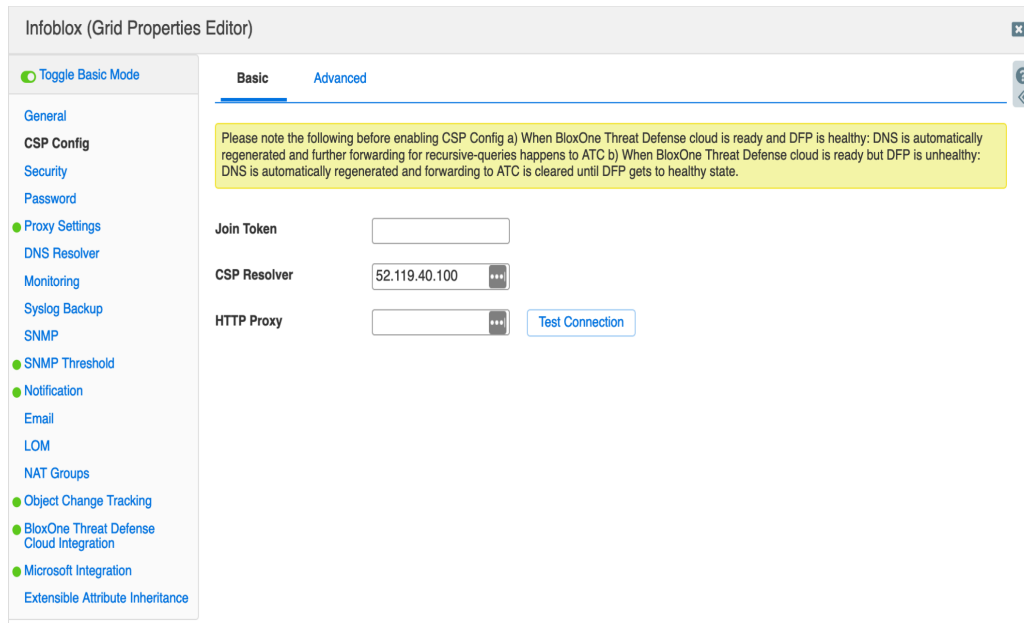 Infoblox (Grid Properties Editor)
Toggle Basic Mode
General
CSP Config
Security
Password
Proxy Settings
DNS Resolver
Monitoring
Syslog Backup
SNMP
SNMP Threshold
Notification
Email
LOM
NAT Groups
Object Change Tracking
BloxOne Threat Defense
Cloud Integration
Microsoft Integration
Extensible Attribute Inheritance
Basic Advanced
Please note the following before enabling CSP Config a) When BloxOne Threat Defense cloud is ready and DFP is healthy: DNS is automatically
regenerated and further forwarding for recursive-queries happens to ATC b) When BloxOne Threat Defense cloud is ready but DFP is unhealthy:
DNS is automatically regenerated and forwarding to ATC is cleared until DFP gets to healthy state.
Join Token
CSP Resolver 52.119.40.100
HTTP Proxy Test Connection